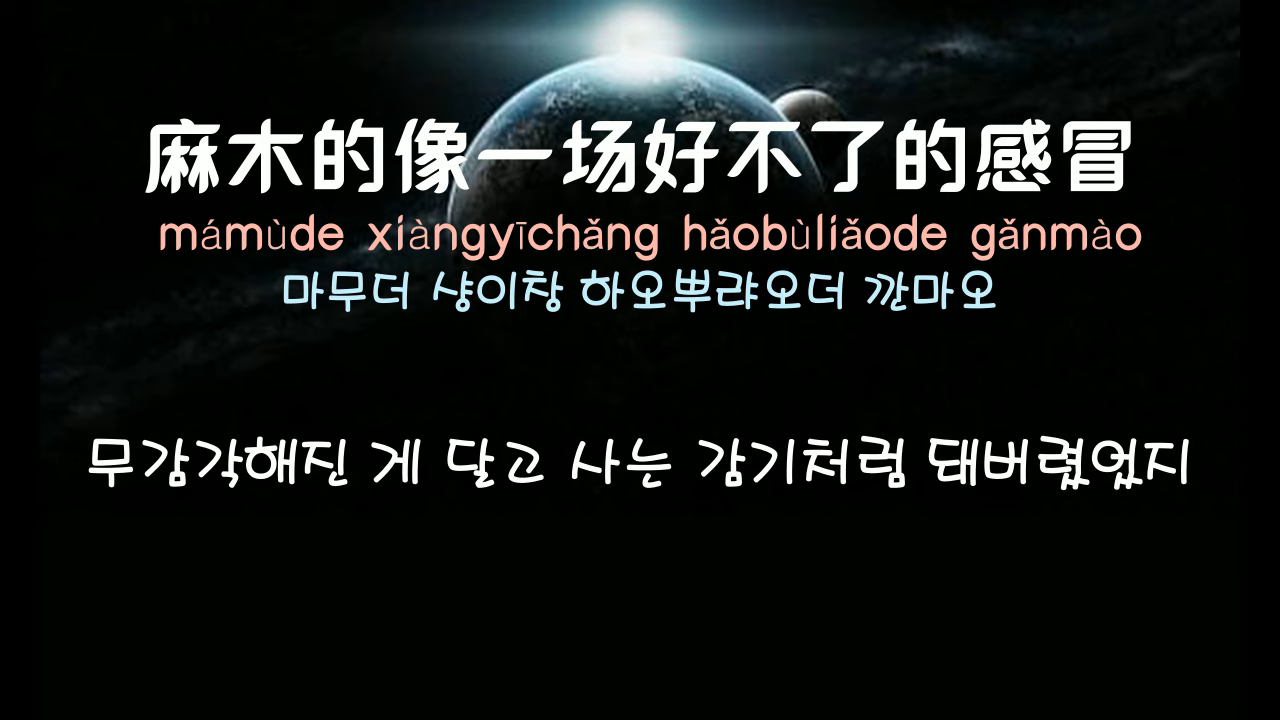 麻木的像一场好不了的感冒
mámùde xiàngyīchǎng hǎobùliǎode gǎnmào
마무더 샹이창 하오뿌랴오더 깐마오
무감각해진 게 달고 사는 감기처럼 돼버렸었지